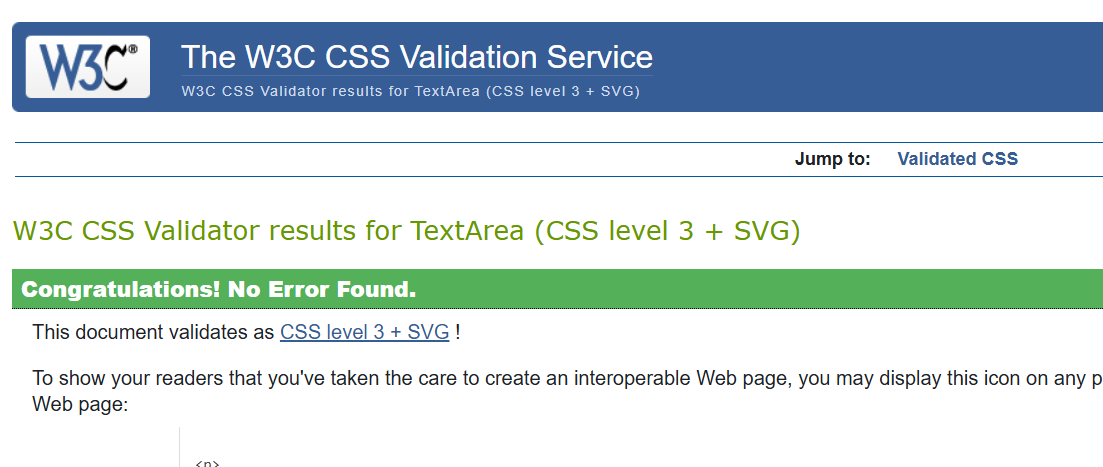 W3C®
The W3C CSS Validation Service
W3C CSS Validator results for TextArea (CSS level 3 + SVG)
Jump to: Validated CSS
W3C CSS Validator results for TextArea (CSS level 3 + SVG)
Congratulations! No Error Found.
This document validates as CSS level 3 + SVG !
To show your readers that you've taken the care to create an interoperable Web page, you may display this icon on any p
Web page:
<p>